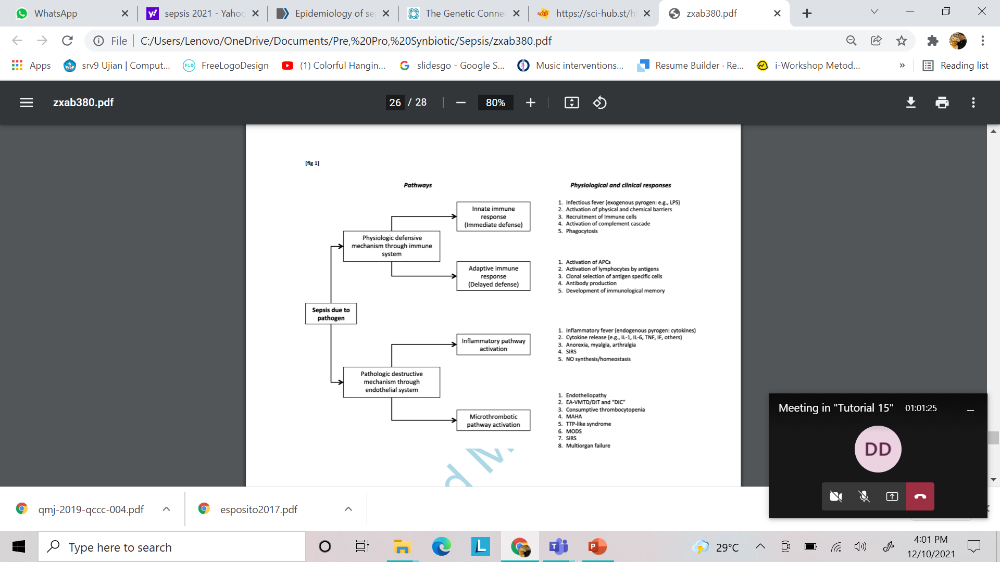 WhatsApp
sepsis 2021 - Yahoo
Epidemiology of se
The Genetic Connec
https://sci-hub.st/h
zxab380.pdf
File
C:/Users/Lenovo/OneDrive/Documents/Pre,%20Pro,%20Synbiotic/Sepsis/zxab380.pdf
Apps
srv9 Ujian | Comput...
FLD
FreeLogoDesign
(1) Colorful Hangin...
slidesgo - Google S...
Music interventions...
Resume Builder · Re...
i-Workshop Metod...
»
Reading list
zxab380.pdf
26 / 28
80%
[fig 1]
Pathways
Physiological and clinical responses
Innate immune
response
(Immediate defense)
1. Infectious fever (exogenous pyrogen: e.g., LPS)
2. Activation of physical and chemical barriers
3. Recruitment of Immune cells
4. Activation of complement cascade
5. Phagocytosis
Physiologic defensive
mechanism through immune
system
Adaptive immune
response
(Delayed defense)
1. Activation of APCs
2. Activation of lymphocytes by antigens
3. Clonal selection of antigen specific cells
4. Antibody production
5. Development of immunological memory
Sepsis due to
pathogen
Inflammatory pathway
activation
1. Inflammatory fever (endogenous pyrogen: cytokines)
2. Cytokine release (e.g., IL-1, IL-6, TNF, IF, others)
3. Anorexia, myalgia, arthralgia
4. SIRS
5. NO synthesis/homeostasis
Pathologic destructive
mechanism through
endothelial system
Microthrombotic
pathway activation
1. Endotheliopathy
2. EA-VMTD/DIT and “DIC”
3. Consumptive thrombocytopenia
4. MAHA
5. TTP-like syndrome
6. MODS
7. SIRS
8. Multiorgan failure
d M
Meeting in "Tutorial 15"
01:01:25
DD
qmj-2019-qccc-004.pdf
esposito2017.pdf
Type here to search
29°C
4:01 PM
12/10/2021